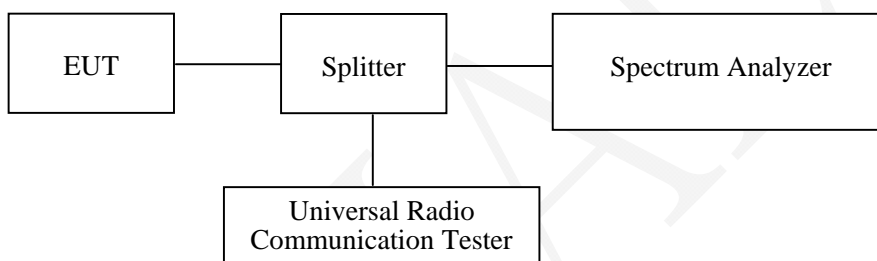 EUT
Splitter
Spectrum Analyzer
Universal Radio
Communication Tester